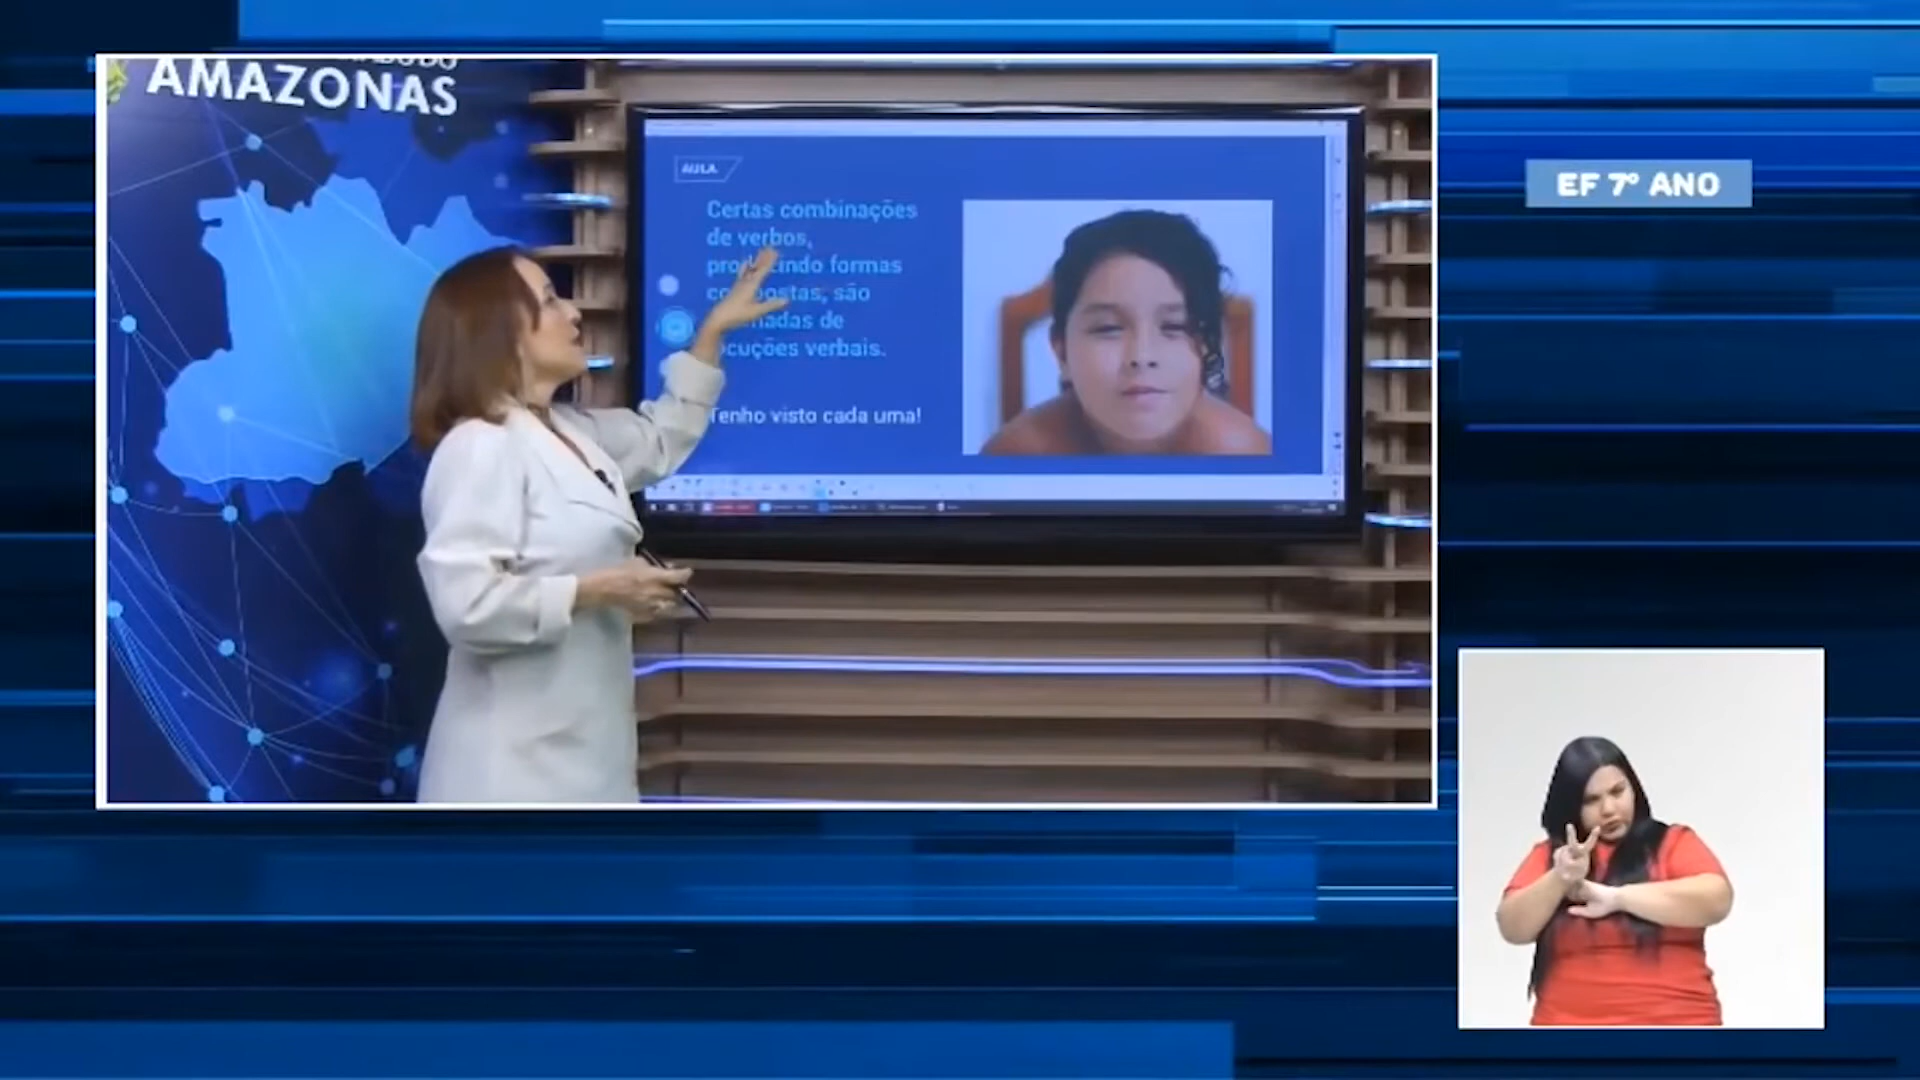 AMAZONAS
EF 7º ANO
AULA
Certas combinações
de verbos,
formas
são
de
verbais.
Tenho visto cada uma!